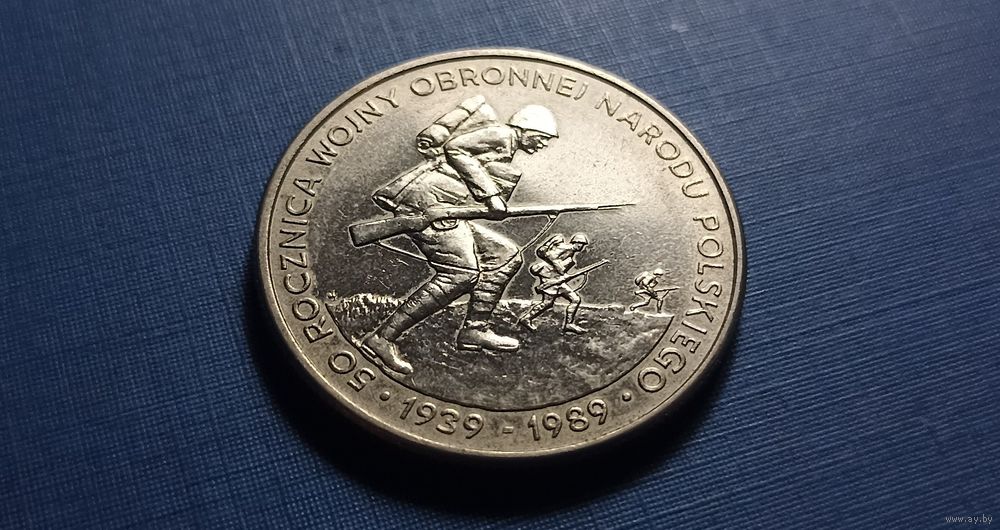 50 ROCZNICA WOJNY OBRONNEJ NARODU POLSKIEGO
· 1939 - 1989 ·
www.ay.by